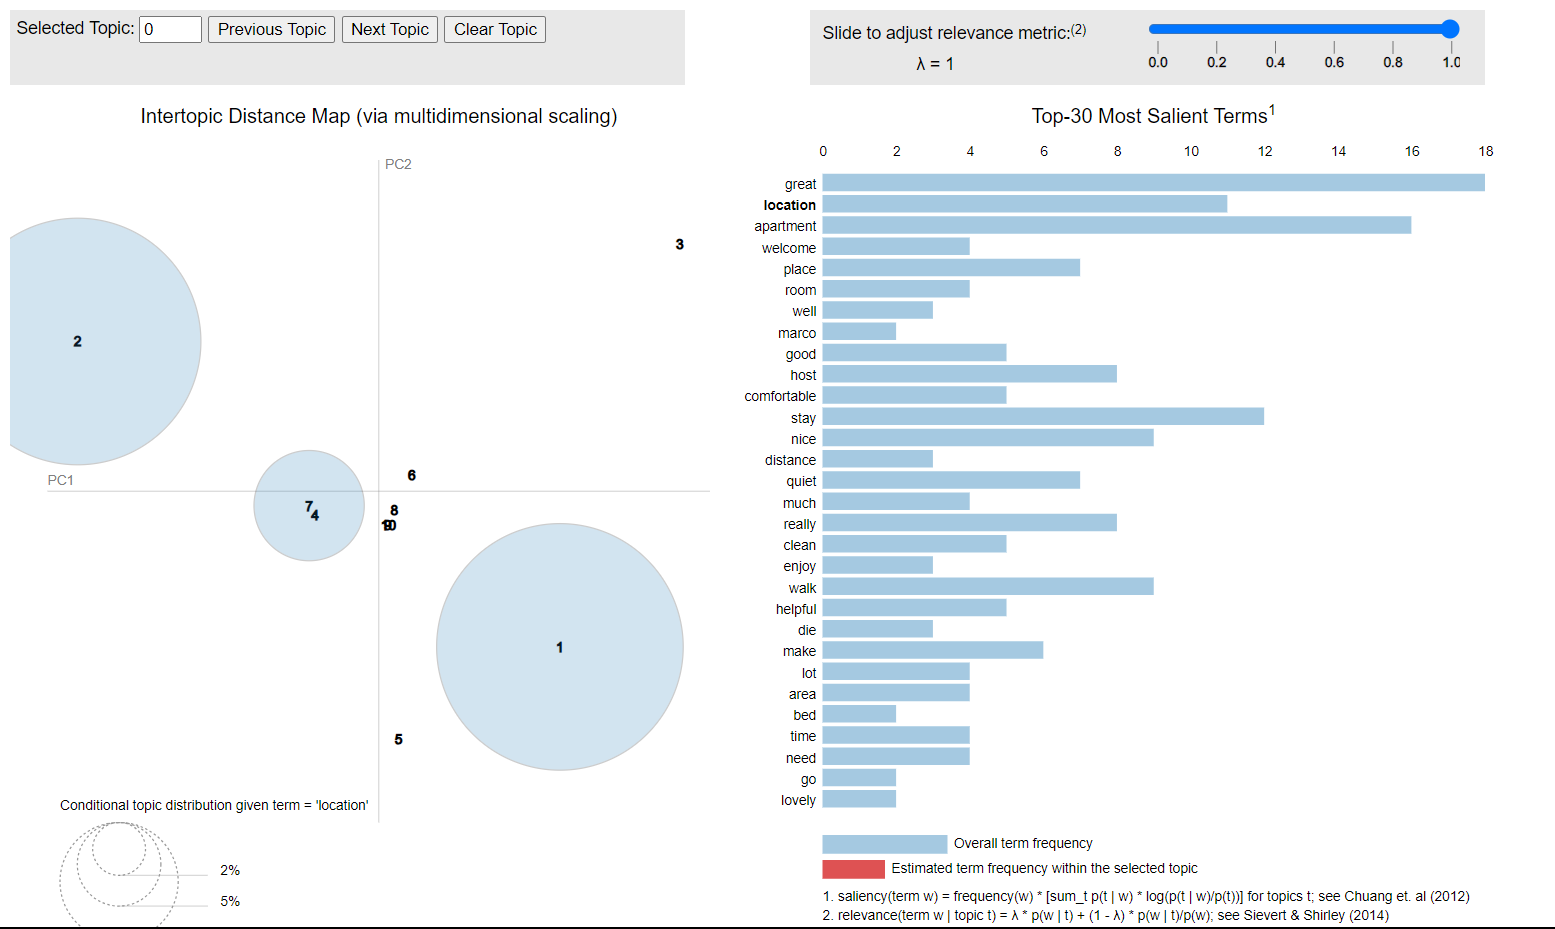 Selected Topic: 0 Previous Topic Next Topic Clear Topic
Slide to adjust relevance metric:(2)
λ = 1
0.0 0.2 0.4 0.6 0.8 1.0
Intertopic Distance Map (via multidimensional scaling)
PC2
PC1
3
2
6
7
4
8
9
10
1
5
Conditional topic distribution given term = 'location'
2%
5%
Top-30 Most Salient Terms1
0 2 4 6 8 10 12 14 16 18
great
location
apartment
welcome
place
room
well
marco
good
host
comfortable
stay
nice
distance
quiet
much
really
clean
enjoy
walk
helpful
die
make
lot
area
bed
time
need
go
lovely
Overall term frequency
Estimated term frequency within the selected topic
1. saliency(term w) = frequency(w) * [sum_t p(t | w) * log(p(t | w)/p(t))] for topics t; see Chuang et. al (2012)
2. relevance(term w | topic t) = λ * p(w | t) + (1 - λ) * p(w | t)/p(w); see Sievert & Shirley (2014)